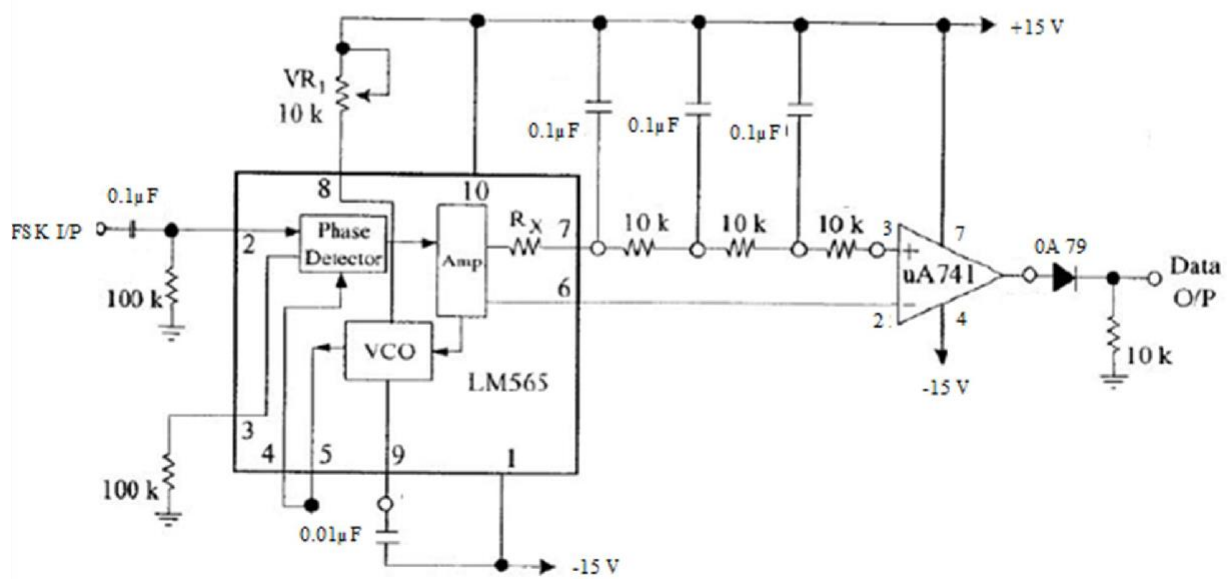 +15 V
VR1
10 k
0.1µF
0.1µF
0.1µF
8
10
0.1µF
FSK I/P
2
Phase
Detector
Amp.
RX
7
10 k
10 k
10 k
3
+
7
uA741
0A 79
Data
O/P
100 k
6
2
−
4
-15 V
10 k
VCO
LM565
3
4
5
9
1
100 k
0.01µF
-15 V